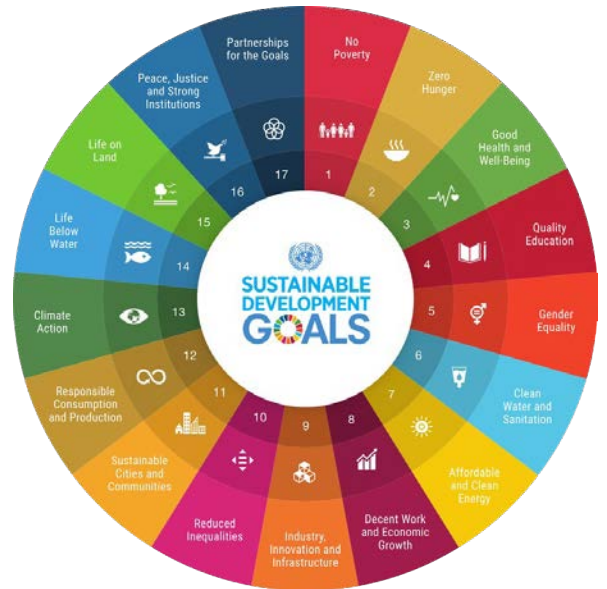 No
Poverty
1
Zero
Hunger
2
Good
Health and
Well-Being
3
Quality
Education
4
Gender
Equality
5
Clean
Water and
Sanitation
6
Affordable
and Clean
Energy
7
Decent Work
and Economic
Growth
8
Industry,
Innovation and
Infrastructure
9
Reduced
Inequalities
10
Sustainable
Cities and
Communities
11
Responsible
Consumption
and Production
12
Climate
Action
13
Life
Below
Water
14
Life on
Land
15
Peace, Justice
and Strong
Institutions
16
Partnerships
for the Goals
17
SUSTAINABLE
DEVELOPMENT
GOALS